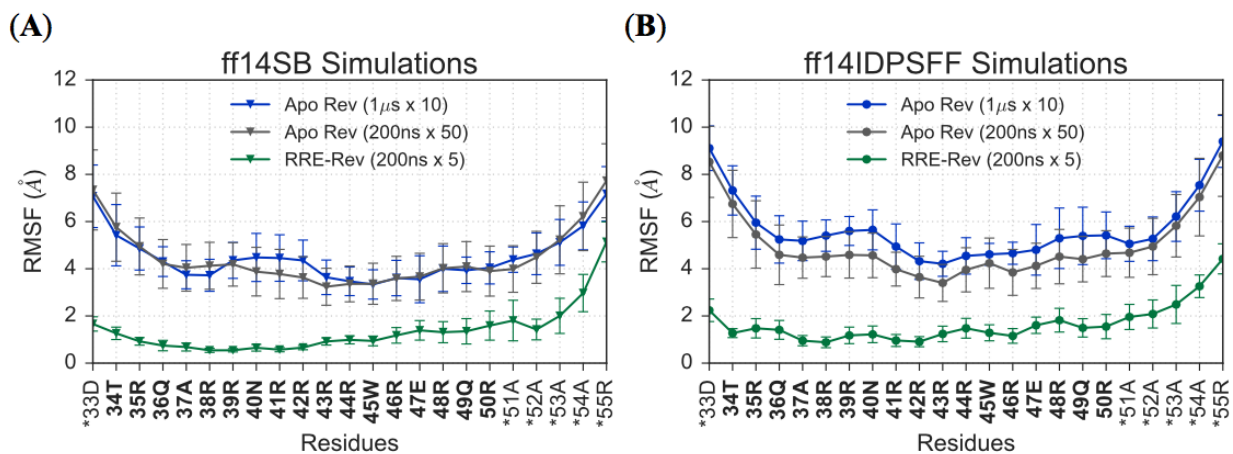 (A)
ff14SB Simulations
12
10
8
6
4
2
0
RMSF (Å)
Apo Rev (1μs x 10)
Apo Rev (200ns x 50)
RRE-Rev (200ns x 5)
*33D
34T
35R
36Q
37A
38R
39R
40N
41R
42R
43R
44R
45W
46R
47E
48R
49Q
50R
*51A
*52A
*53A
*54A
*55R
Residues
(B)
ff14IDPSFF Simulations
12
10
8
6
4
2
0
RMSF (Å)
Apo Rev (1μs x 10)
Apo Rev (200ns x 50)
RRE-Rev (200ns x 5)
*33D
34T
35R
36Q
37A
38R
39R
40N
41R
42R
43R
44R
45W
46R
47E
48R
49Q
50R
*51A
*52A
*53A
*54A
*55R
Residues